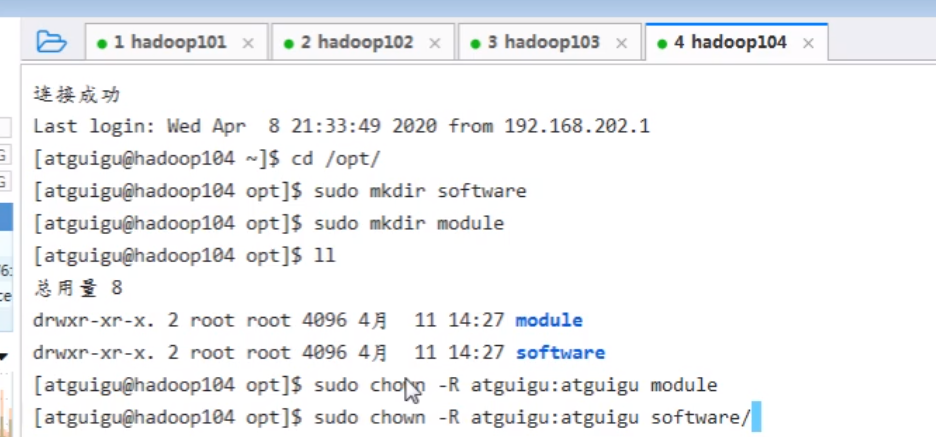 1 hadoop101 × 2 hadoop102 × 3 hadoop103 × 4 hadoop104 ×
连接成功
Last login: Wed Apr  8 21:33:49 2020 from 192.168.202.1
[atguigu@hadoop104 ~]$ cd /opt/
[atguigu@hadoop104 opt]$ sudo mkdir software
[atguigu@hadoop104 opt]$ sudo mkdir module
[atguigu@hadoop104 opt]$ ll
总用量 8
drwxr-xr-x. 2 root root 4096 4月  11 14:27 module
drwxr-xr-x. 2 root root 4096 4月  11 14:27 software
[atguigu@hadoop104 opt]$ sudo chown -R atguigu:atguigu module
[atguigu@hadoop104 opt]$ sudo chown -R atguigu:atguigu software/